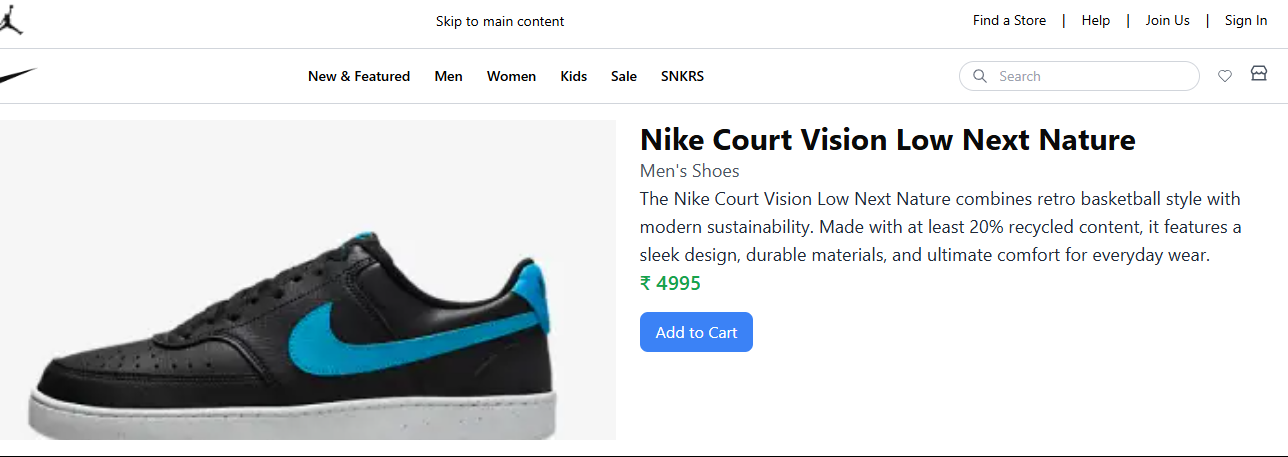 Skip to main content
Find a Store | Help | Join Us | Sign In
New & Featured Men Women Kids Sale SNKRS
Search
Nike Court Vision Low Next Nature
Men's Shoes
The Nike Court Vision Low Next Nature combines retro basketball style with
modern sustainability. Made with at least 20% recycled content, it features a
sleek design, durable materials, and ultimate comfort for everyday wear.
₹ 4995
Add to Cart